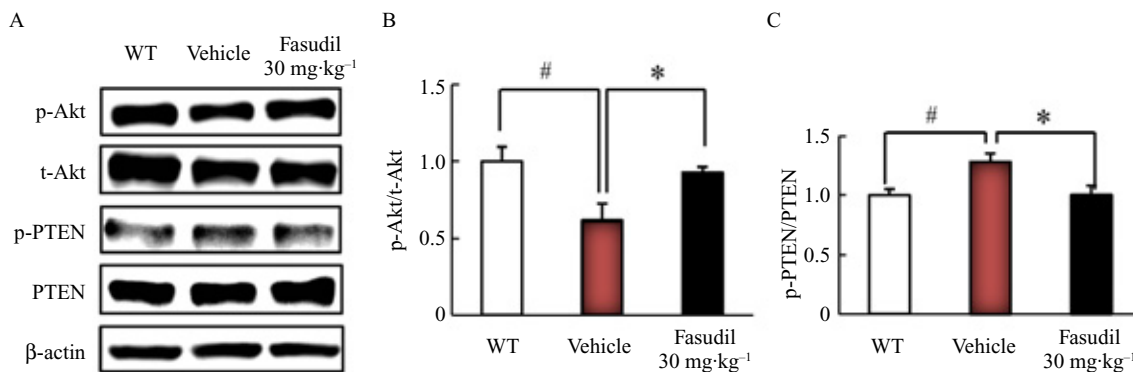 A
WT Vehicle Fasudil
30 mg·kg⁻¹
p-Akt
t-Akt
p-PTEN
PTEN
β-actin
B
p-Akt/t-Akt
1.5
1.0
0.5
0
# *
WT Vehicle Fasudil
30 mg·kg⁻¹
C
p-PTEN/PTEN
1.5
1.0
0.5
0
# *
WT Vehicle Fasudil
30 mg·kg⁻¹